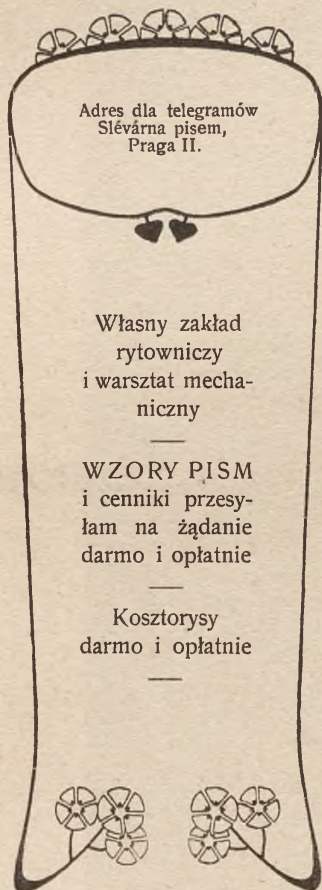 Adres dla telegramów
Slévárna pisem,
Praga II.
Własny zakład
rytowniczy
i warsztat mecha-
niczny
WZORY PISM
i cenniki przesy-
łam na żądanie
darmo i opłatnie
Kosztorysy
darmo i opłatnie